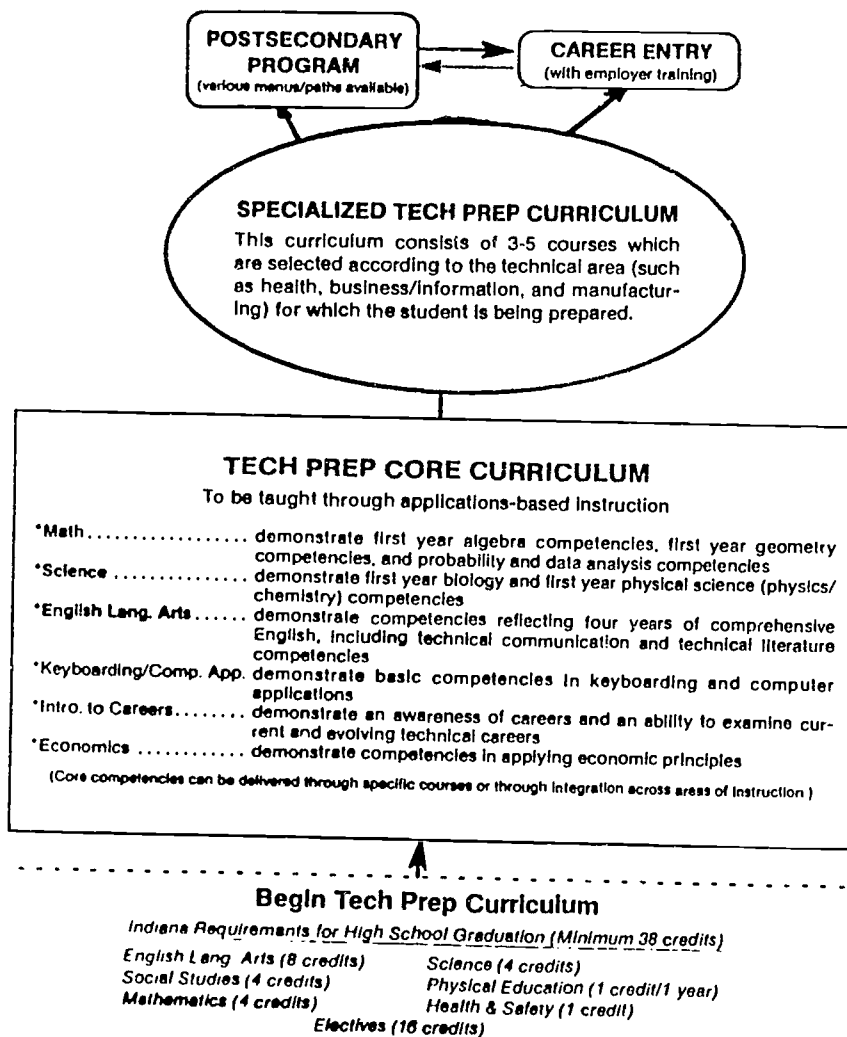 POSTSECONDARY
PROGRAM
(various menus/paths available)
CAREER ENTRY
(with employer training)
SPECIALIZED TECH PREP CURRICULUM
This curriculum consists of 3-5 courses which
are selected according to the technical area (such
as health, business/information, and manufactur-
ing) for which the student is being prepared.
TECH PREP CORE CURRICULUM
To be taught through applications-based instruction
*Math.................... demonstrate first year algebra competencies, first year geometry
competencies, and probability and data analysis competencies
*Science ............... demonstrate first year biology and first year physical science (physics/
chemistry) competencies
*English Lang. Arts...... demonstrate competencies reflecting four years of comprehensive
English, including technical communication and technical literature
competencies
*Keyboarding/Comp. App. demonstrate basic competencies in keyboarding and computer
applications
*Intro. to Careers........ demonstrate an awareness of careers and an ability to examine cur-
rent and evolving technical careers
*Economics ............ demonstrate competencies in applying economic principles
(Core competencies can be delivered through specific courses or through integration across areas of instruction )
Begin Tech Prep Curriculum
Indiana Requirements for High School Graduation (Minimum 38 credits)
English Lang. Arts (8 credits) Science (4 credits)
Social Studies (4 credits) Physical Education (1 credit/1 year)
Mathematics (4 credits) Health & Safety (1 credit)
Electives (16 credits)